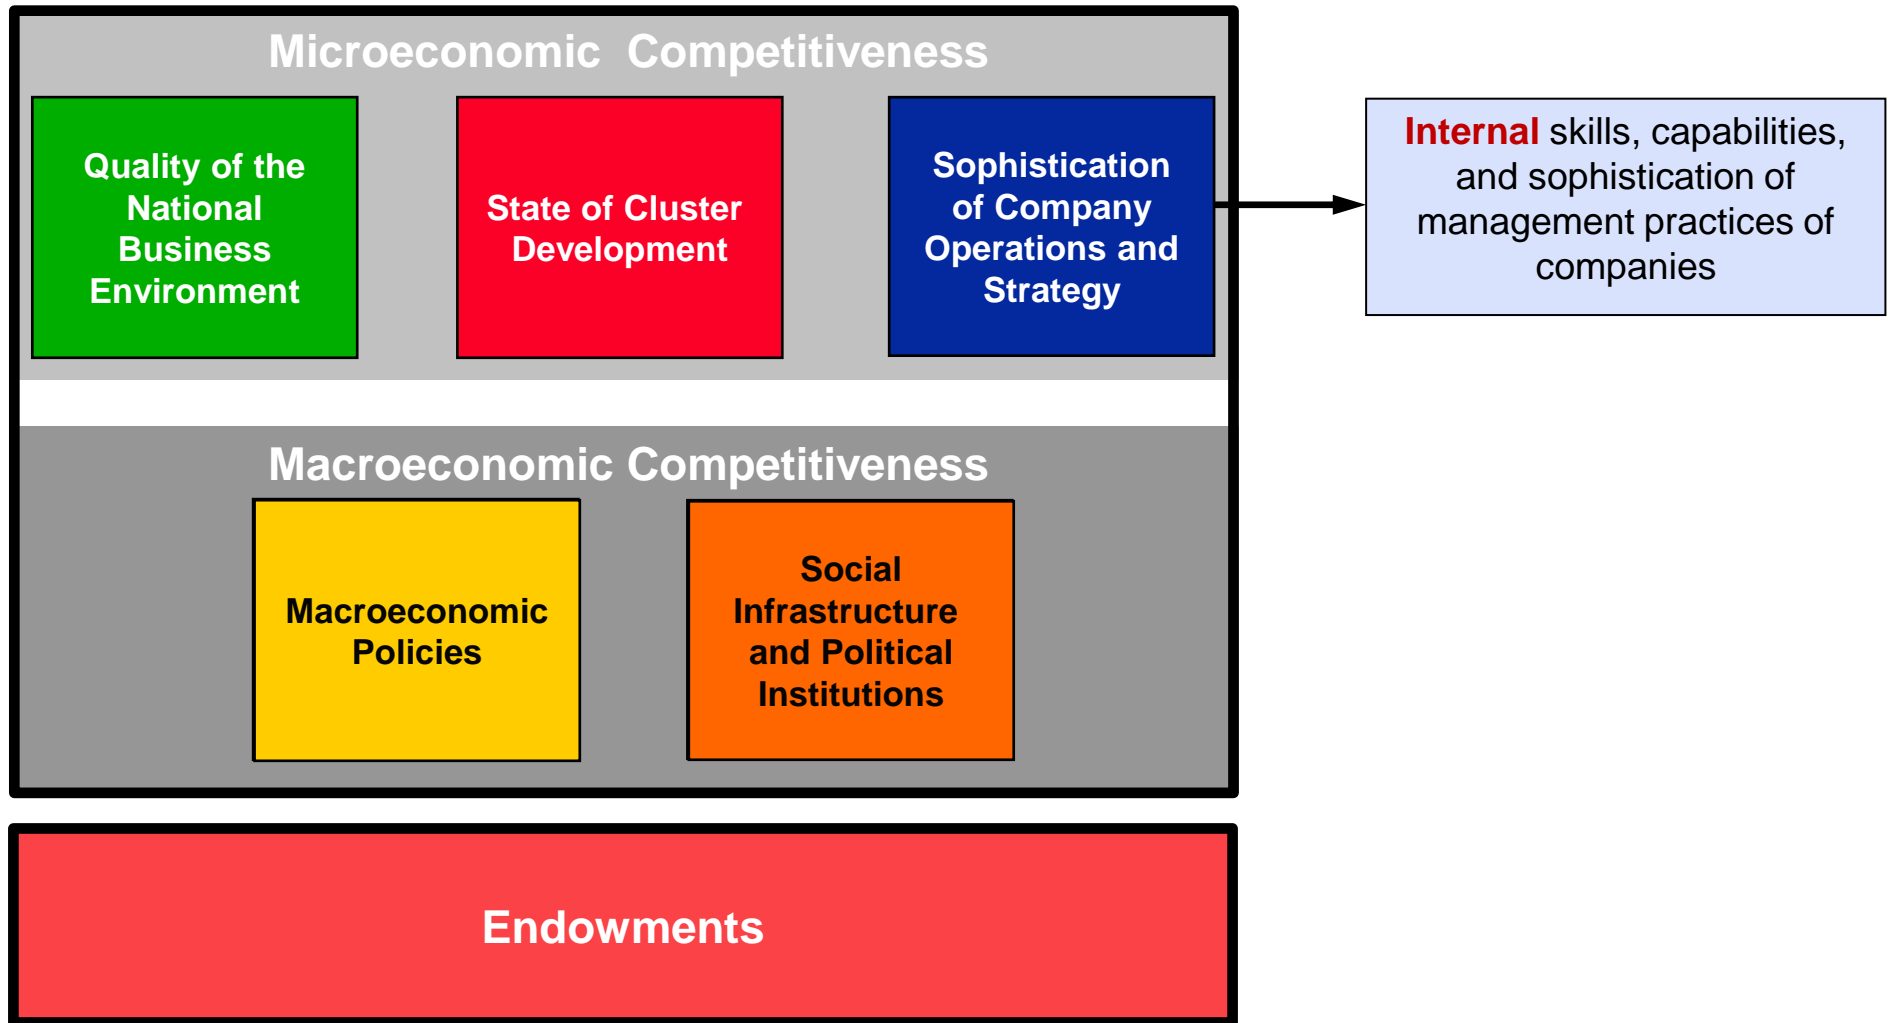 Microeconomic Competitiveness
Quality of the
National
Business
Environment
State of Cluster
Development
Sophistication
of Company
Operations and
Strategy
Internal skills, capabilities,
and sophistication of
management practices of
companies
Macroeconomic Competitiveness
Macroeconomic
Policies
Social
Infrastructure
and Political
Institutions
Endowments